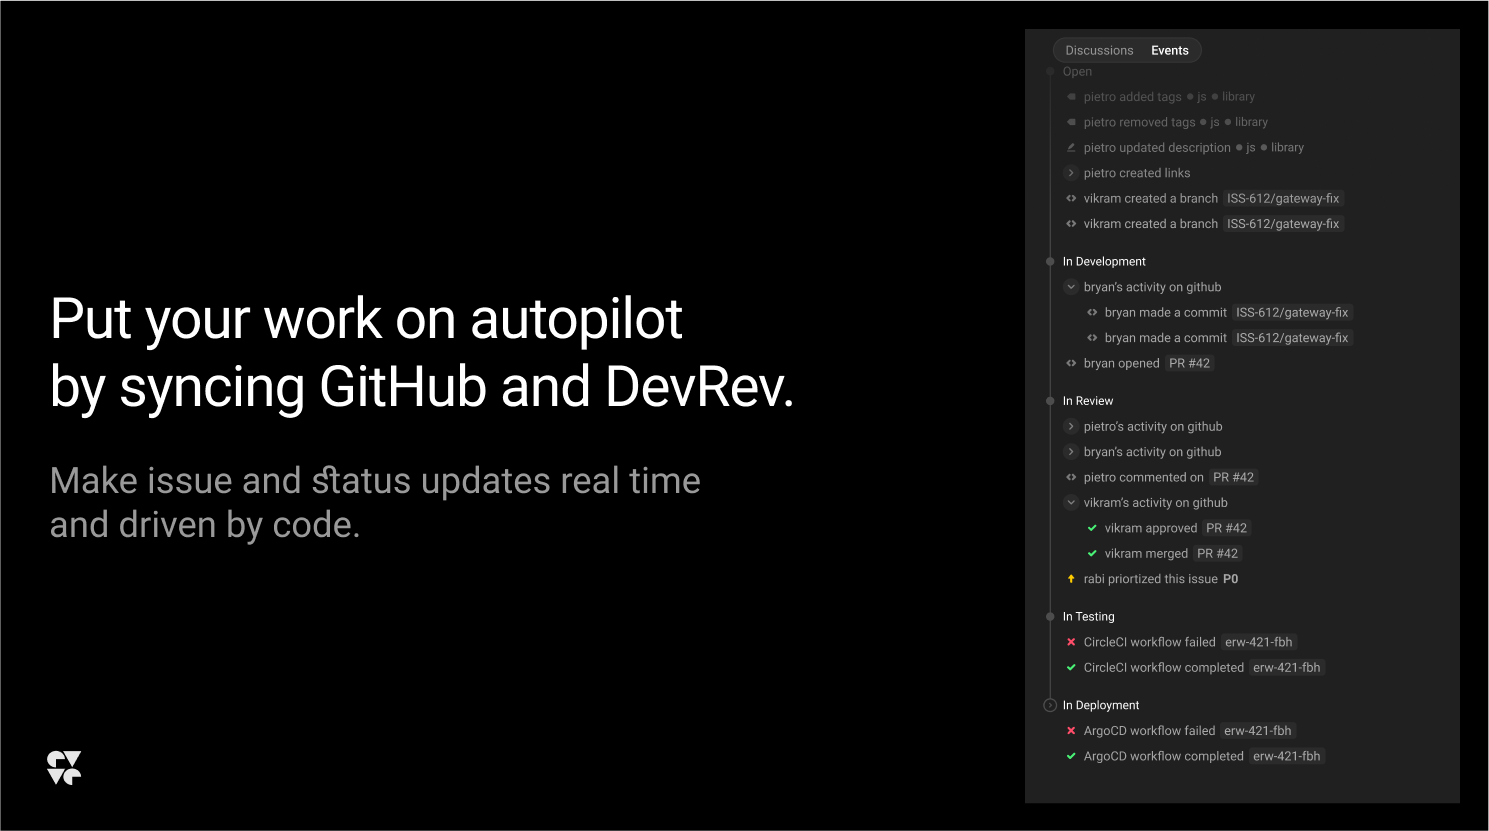 Put your work on autopilot
by syncing GitHub and DevRev.
Make issue and status updates real time
and driven by code.
Discussions Events
Open
pietro added tags js library
pietro removed tags js library
pietro updated description js library
pietro created links
vikram created a branch ISS-612/gateway-fix
vikram created a branch ISS-612/gateway-fix
In Development
bryan’s activity on github
bryan made a commit ISS-612/gateway-fix
bryan made a commit ISS-612/gateway-fix
bryan opened PR #42
In Review
pietro’s activity on github
bryan’s activity on github
pietro commented on PR #42
vikram’s activity on github
vikram approved PR #42
vikram merged PR #42
rabi priortized this issue P0
In Testing
CircleCI workflow failed erw-421-fbh
CircleCI workflow completed erw-421-fbh
In Deployment
ArgoCD workflow failed erw-421-fbh
ArgoCD workflow completed erw-421-fbh